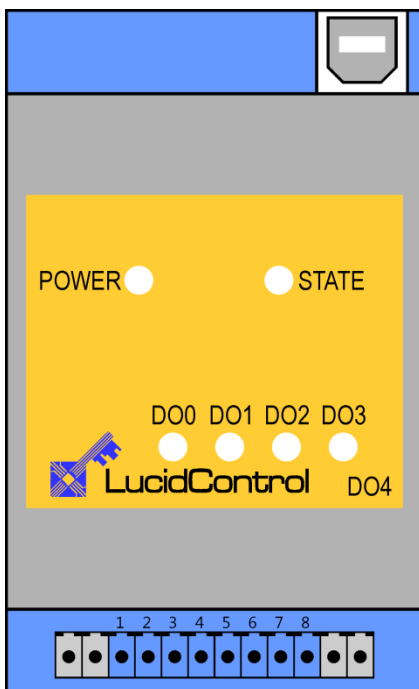 POWER STATE
DO0 DO1 DO2 DO3
LucidControl
DO4
1 2 3 4 5 6 7 8